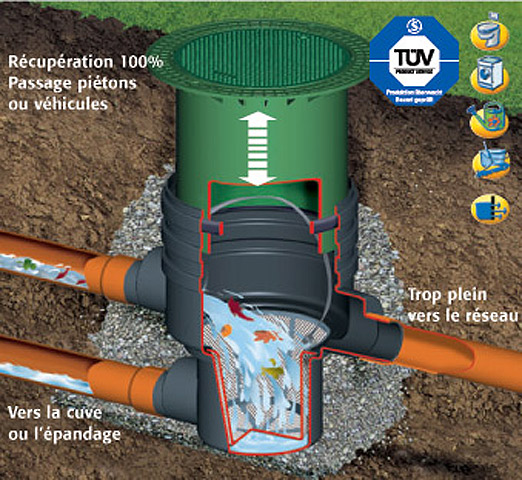 Récupération 100%
Passage piétons
ou véhicules
TÜV
PRODUCT SERVICE
Produktion überwacht
Bauart geprüft
Trop plein
vers le réseau
Vers la cuve
ou l'épandage